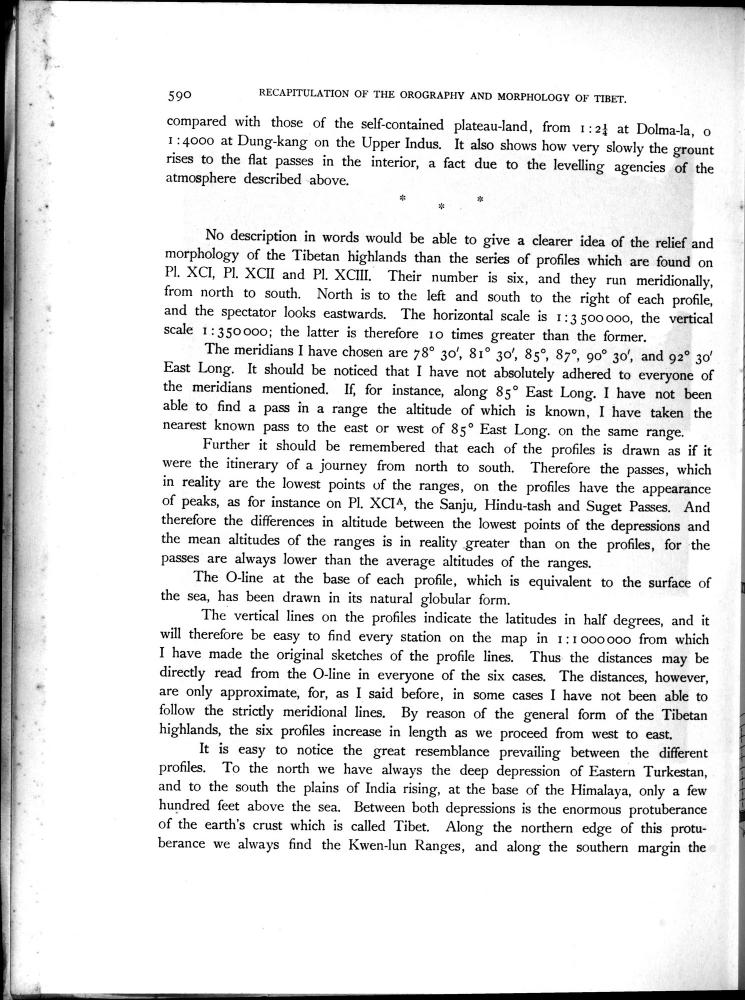 590 RECAPITULATION OF THE OROGRAPHY AND MORPHOLOGY OF TIBET.
compared with those of the self-contained plateau-land, from 1:2¼ at Dolma-la, o
1:4000 at Dung-kang on the Upper Indus. It also shows how very slowly the grount
rises to the flat passes in the interior, a fact due to the levelling agencies of the
atmosphere described above.
* * *
No description in words would be able to give a clearer idea of the relief and
morphology of the Tibetan highlands than the series of profiles which are found on
Pl. XCI, Pl. XCII and Pl. XCIII. Their number is six, and they run meridionally,
from north to south. North is to the left and south to the right of each profile,
and the spectator looks eastwards. The horizontal scale is 1:3 500 000, the vertical
scale 1:350 000; the latter is therefore 10 times greater than the former.
The meridians I have chosen are 78° 30′, 81° 30′, 85°, 87°, 90° 30′, and 92° 30′
East Long. It should be noticed that I have not absolutely adhered to everyone of
the meridians mentioned. If, for instance, along 85° East Long. I have not been
able to find a pass in a range the altitude of which is known, I have taken the
nearest known pass to the east or west of 85° East Long. on the same range.
Further it should be remembered that each of the profiles is drawn as if it
were the itinerary of a journey from north to south. Therefore the passes, which
in reality are the lowest points of the ranges, on the profiles have the appearance
of peaks, as for instance on Pl. XCIᴬ, the Sanju, Hindu-tash and Suget Passes. And
therefore the differences in altitude between the lowest points of the depressions and
the mean altitudes of the ranges is in reality greater than on the profiles, for the
passes are always lower than the average altitudes of the ranges.
The O-line at the base of each profile, which is equivalent to the surface of
the sea, has been drawn in its natural globular form.
The vertical lines on the profiles indicate the latitudes in half degrees, and it
will therefore be easy to find every station on the map in 1:1 000 000 from which
I have made the original sketches of the profile lines. Thus the distances may be
directly read from the O-line in everyone of the six cases. The distances, however,
are only approximate, for, as I said before, in some cases I have not been able to
follow the strictly meridional lines. By reason of the general form of the Tibetan
highlands, the six profiles increase in length as we proceed from west to east.
It is easy to notice the great resemblance prevailing between the different
profiles. To the north we have always the deep depression of Eastern Turkestan,
and to the south the plains of India rising, at the base of the Himalaya, only a few
hundred feet above the sea. Between both depressions is the enormous protuberance
of the earth's crust which is called Tibet. Along the northern edge of this protu-
berance we always find the Kwen-lun Ranges, and along the southern margin the